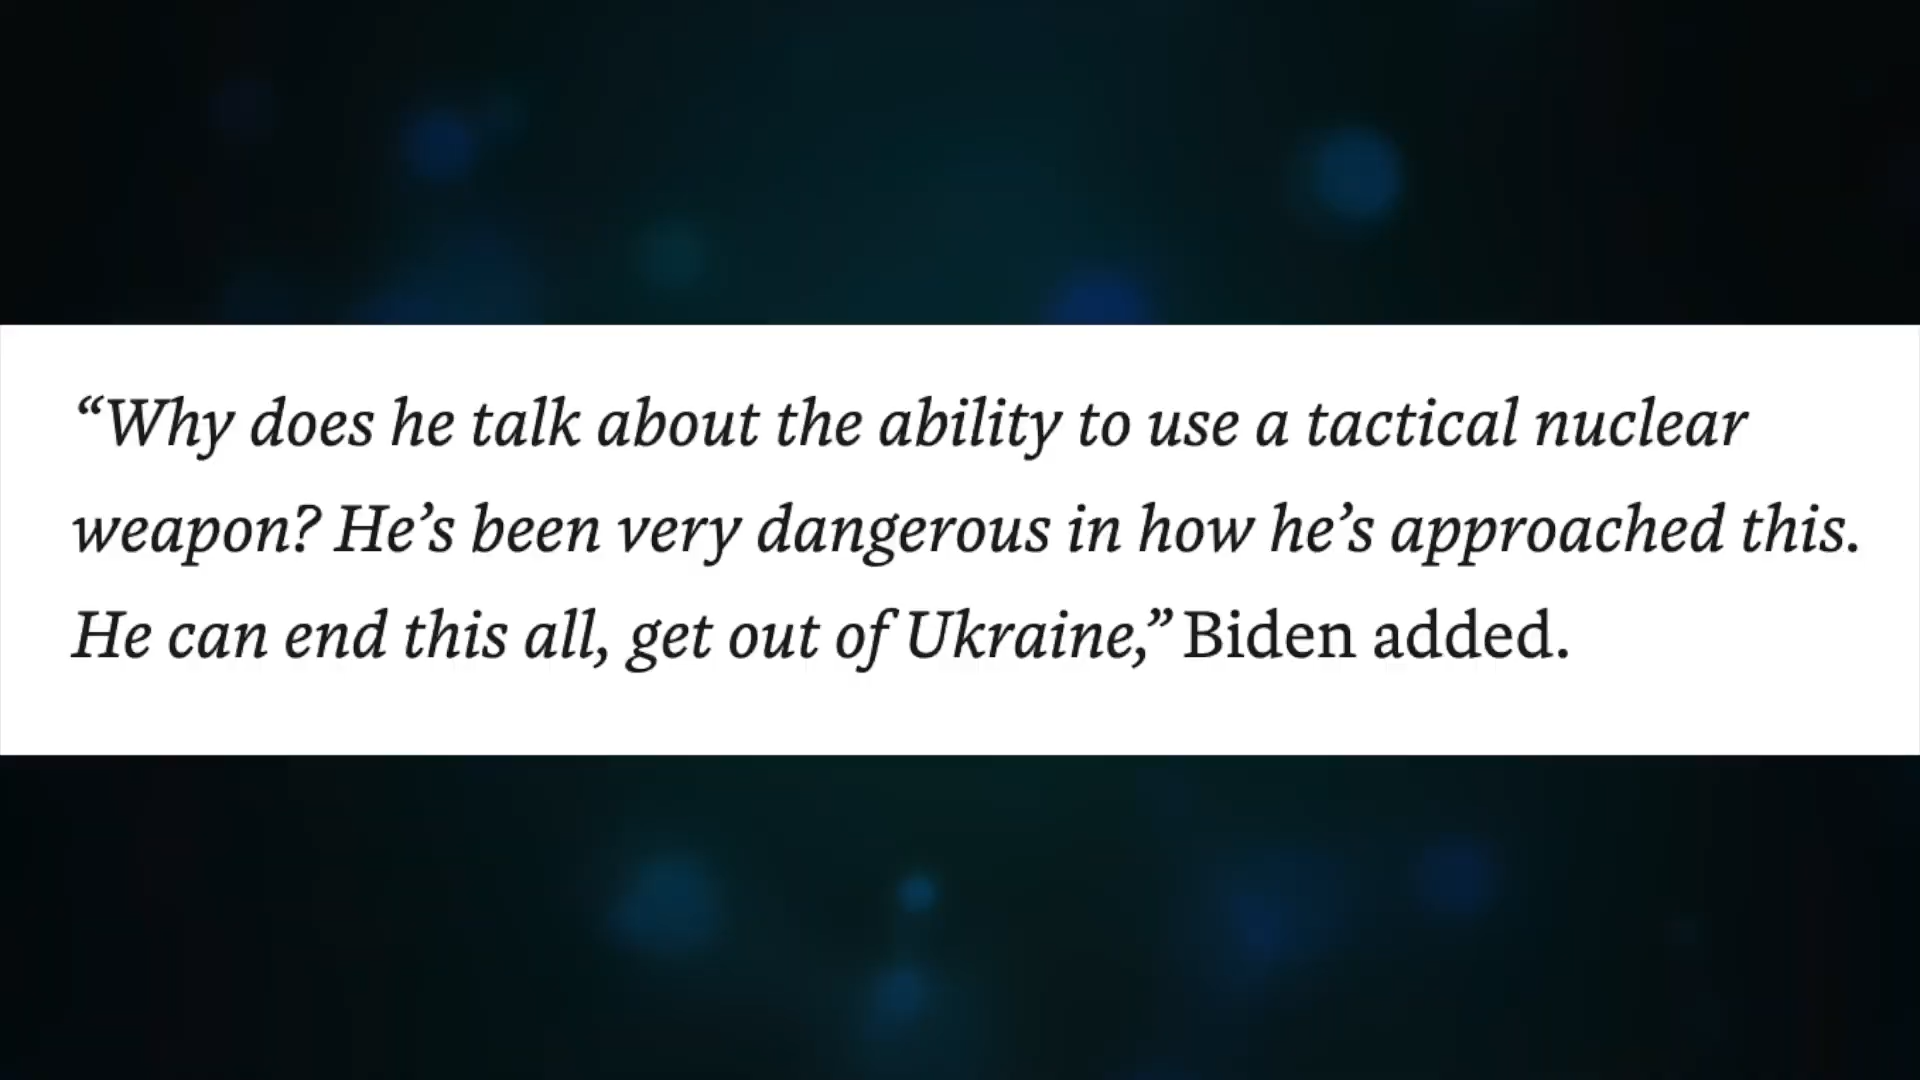 “Why does he talk about the ability to use a tactical nuclear
weapon? He’s been very dangerous in how he’s approached this.
He can end this all, get out of Ukraine,” Biden added.